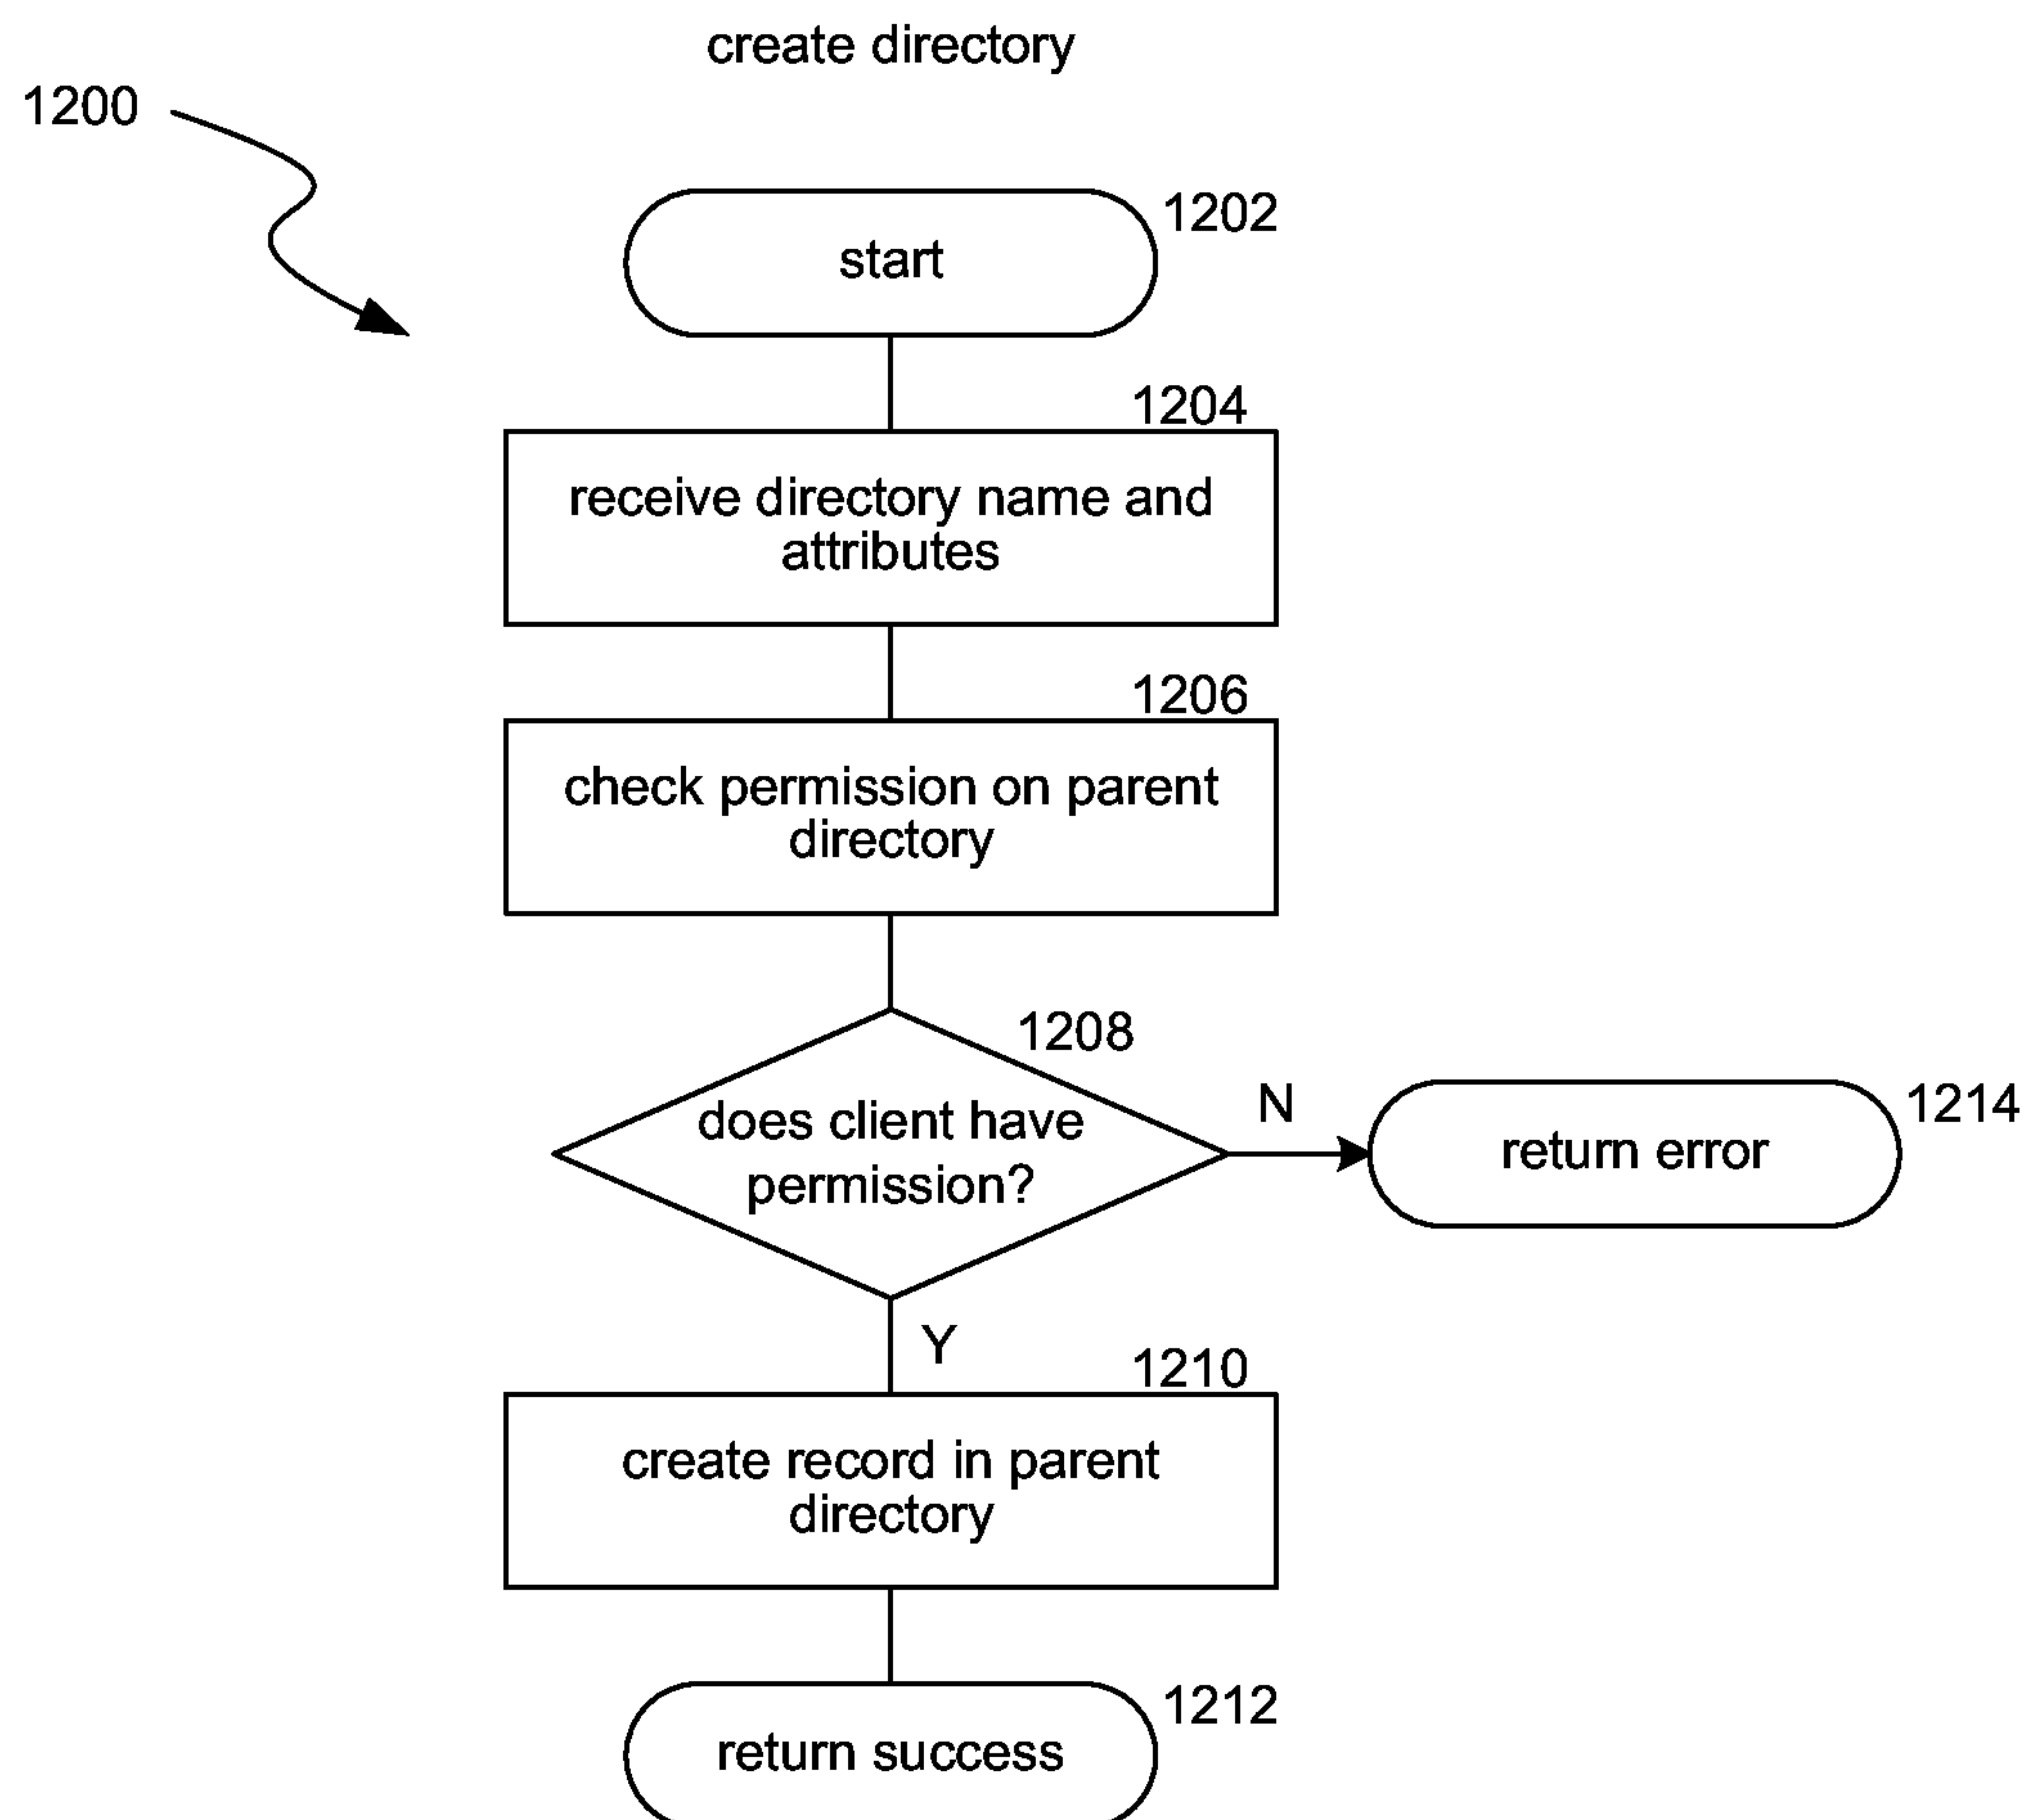 create directory
1200
1202
start
1204
receive directory name and
attributes
1206
check permission on parent
directory
1208
does client have
permission?
N
1214
return error
Y
1210
create record in parent
directory
1212
return success